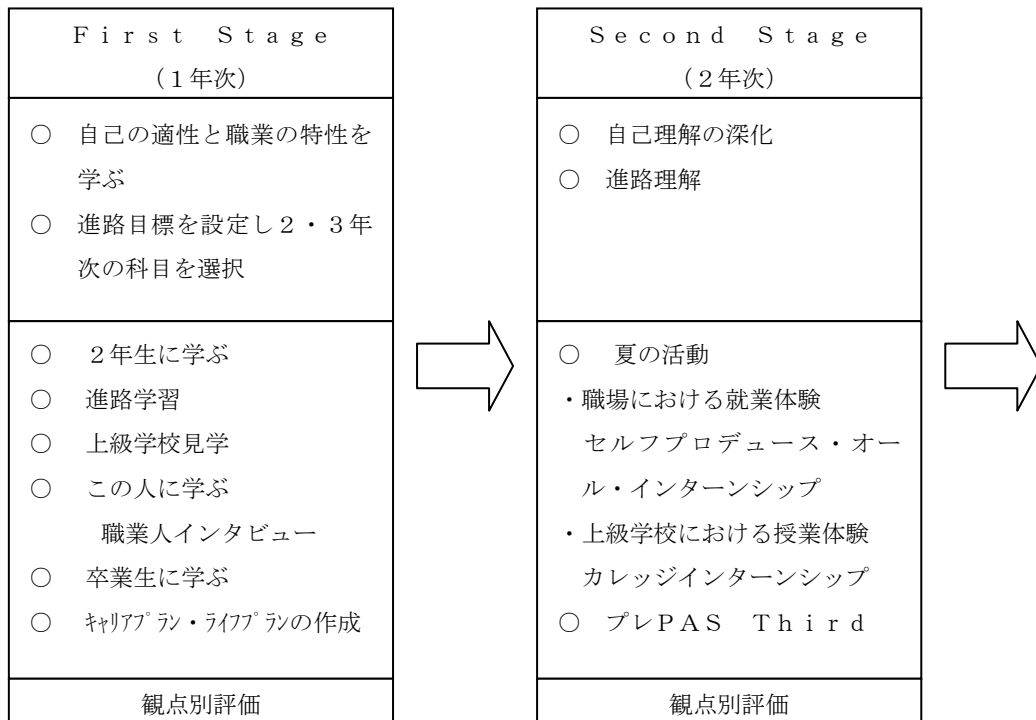 Ｆｉｒｓｔ　Ｓｔａｇｅ
（１年次）
○　自己の適性と職業の特性を
学ぶ
○　進路目標を設定し２・３年
次の科目を選択
○　２年生に学ぶ
○　進路学習
○　上級学校見学
○　この人に学ぶ
職業人インタビュー
○　卒業生に学ぶ
○　ｷｬﾘｱﾌﾟﾗﾝ・ﾗｲﾌﾌﾟﾗﾝの作成
観点別評価
Ｓｅｃｏｎｄ　Ｓｔａｇｅ
（２年次）
○　自己理解の深化
○　進路理解
○　夏の活動
・職場における就業体験
セルフプロデュース・オー
ル・インターンシップ
・上級学校における授業体験
カレッジインターンシップ
○　プレＰＡＳ　Ｔｈｉｒｄ
観点別評価